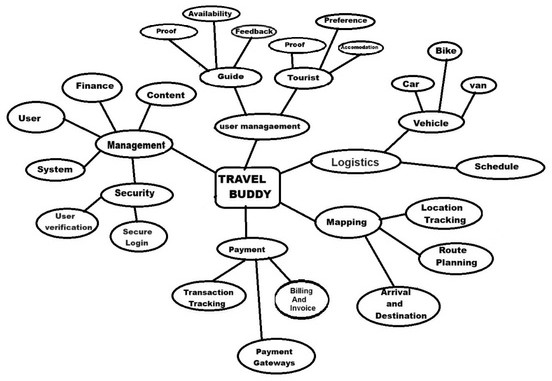 Availability
Preference
Proof
Feedback
Proof
Accomodation
Bike
Guide
Tourist
Finance
Content
Car
van
User
user managaement
Vehicle
Management
Logistics
System
Schedule
TRAVEL
BUDDY
Security
User
verification
Secure
Login
Mapping
Location
Tracking
Payment
Route
Planning
Transaction
Tracking
Billing
And
Invoice
Arrival
and
Destination
Payment
Gateways